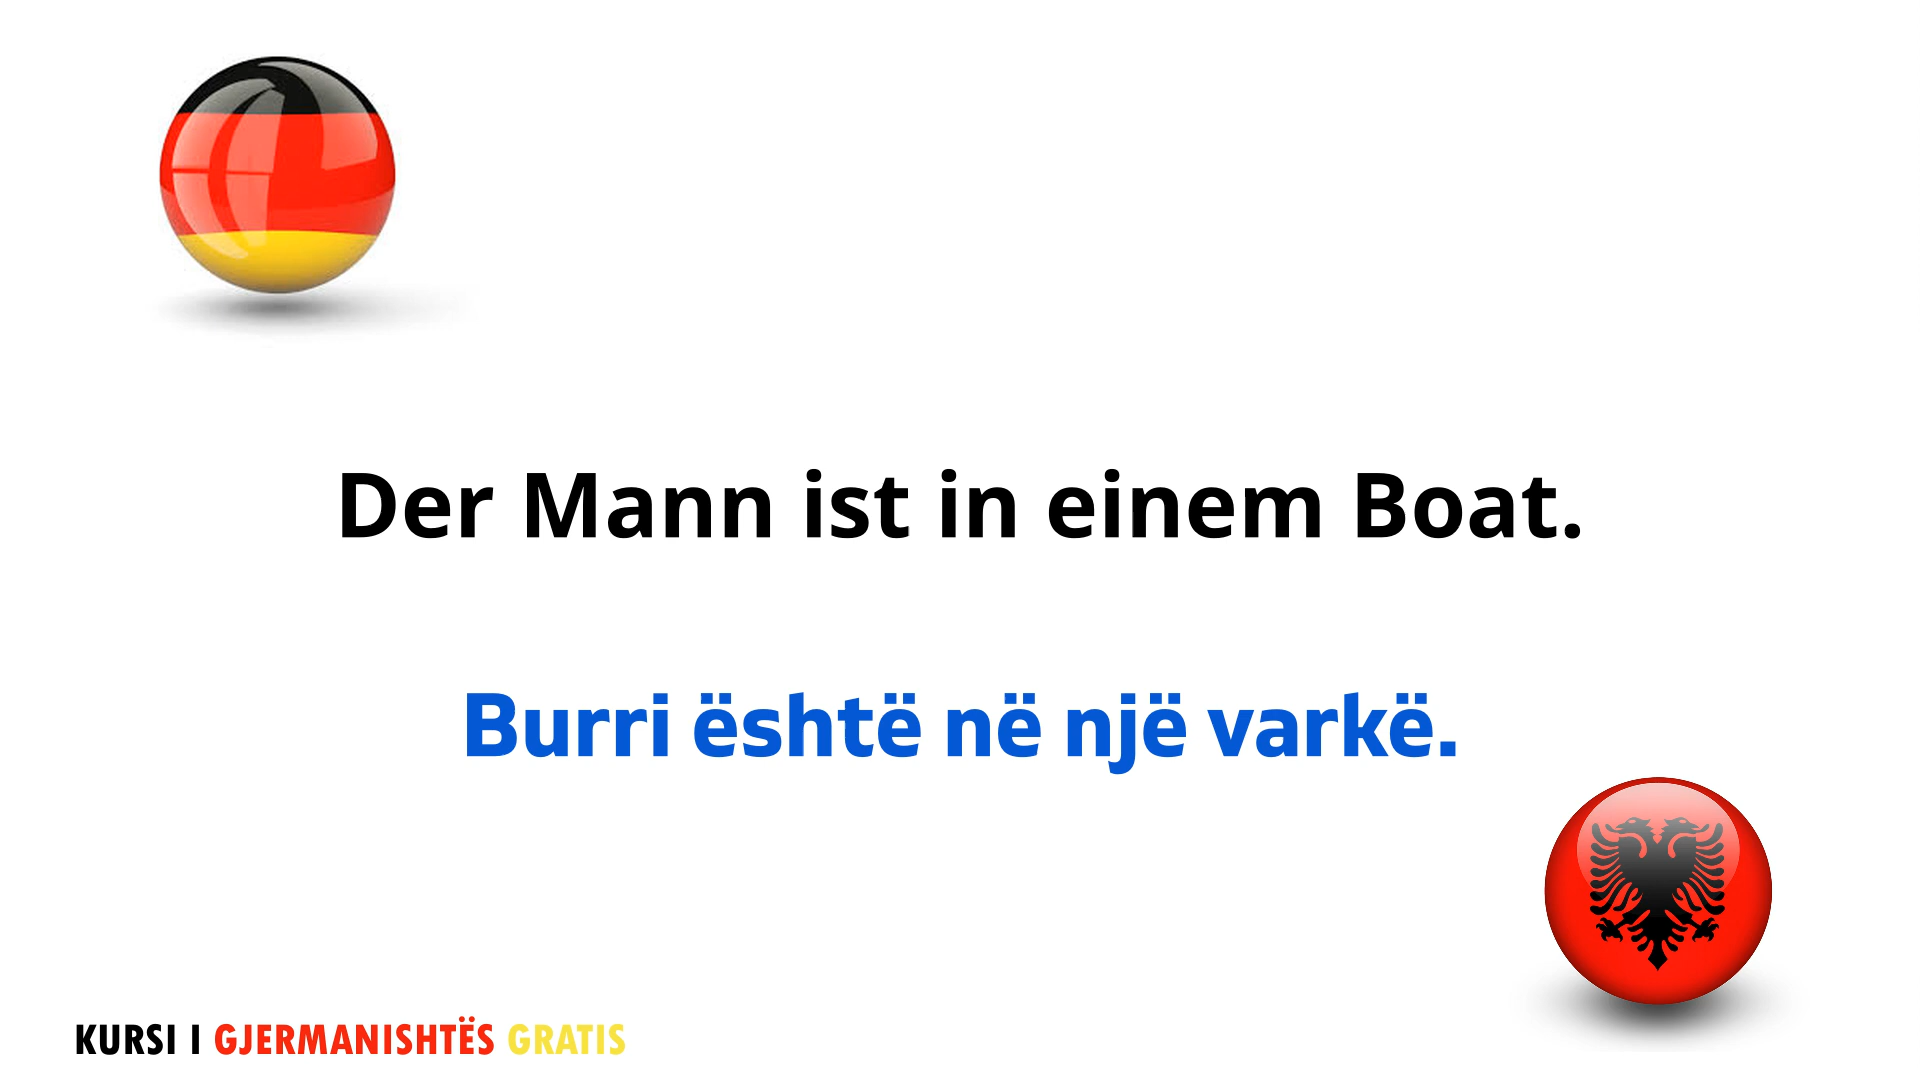 Der Mann ist in einem Boat.
Burri është në një varkë.
KURSI I GJERMANISHTËS GRATIS